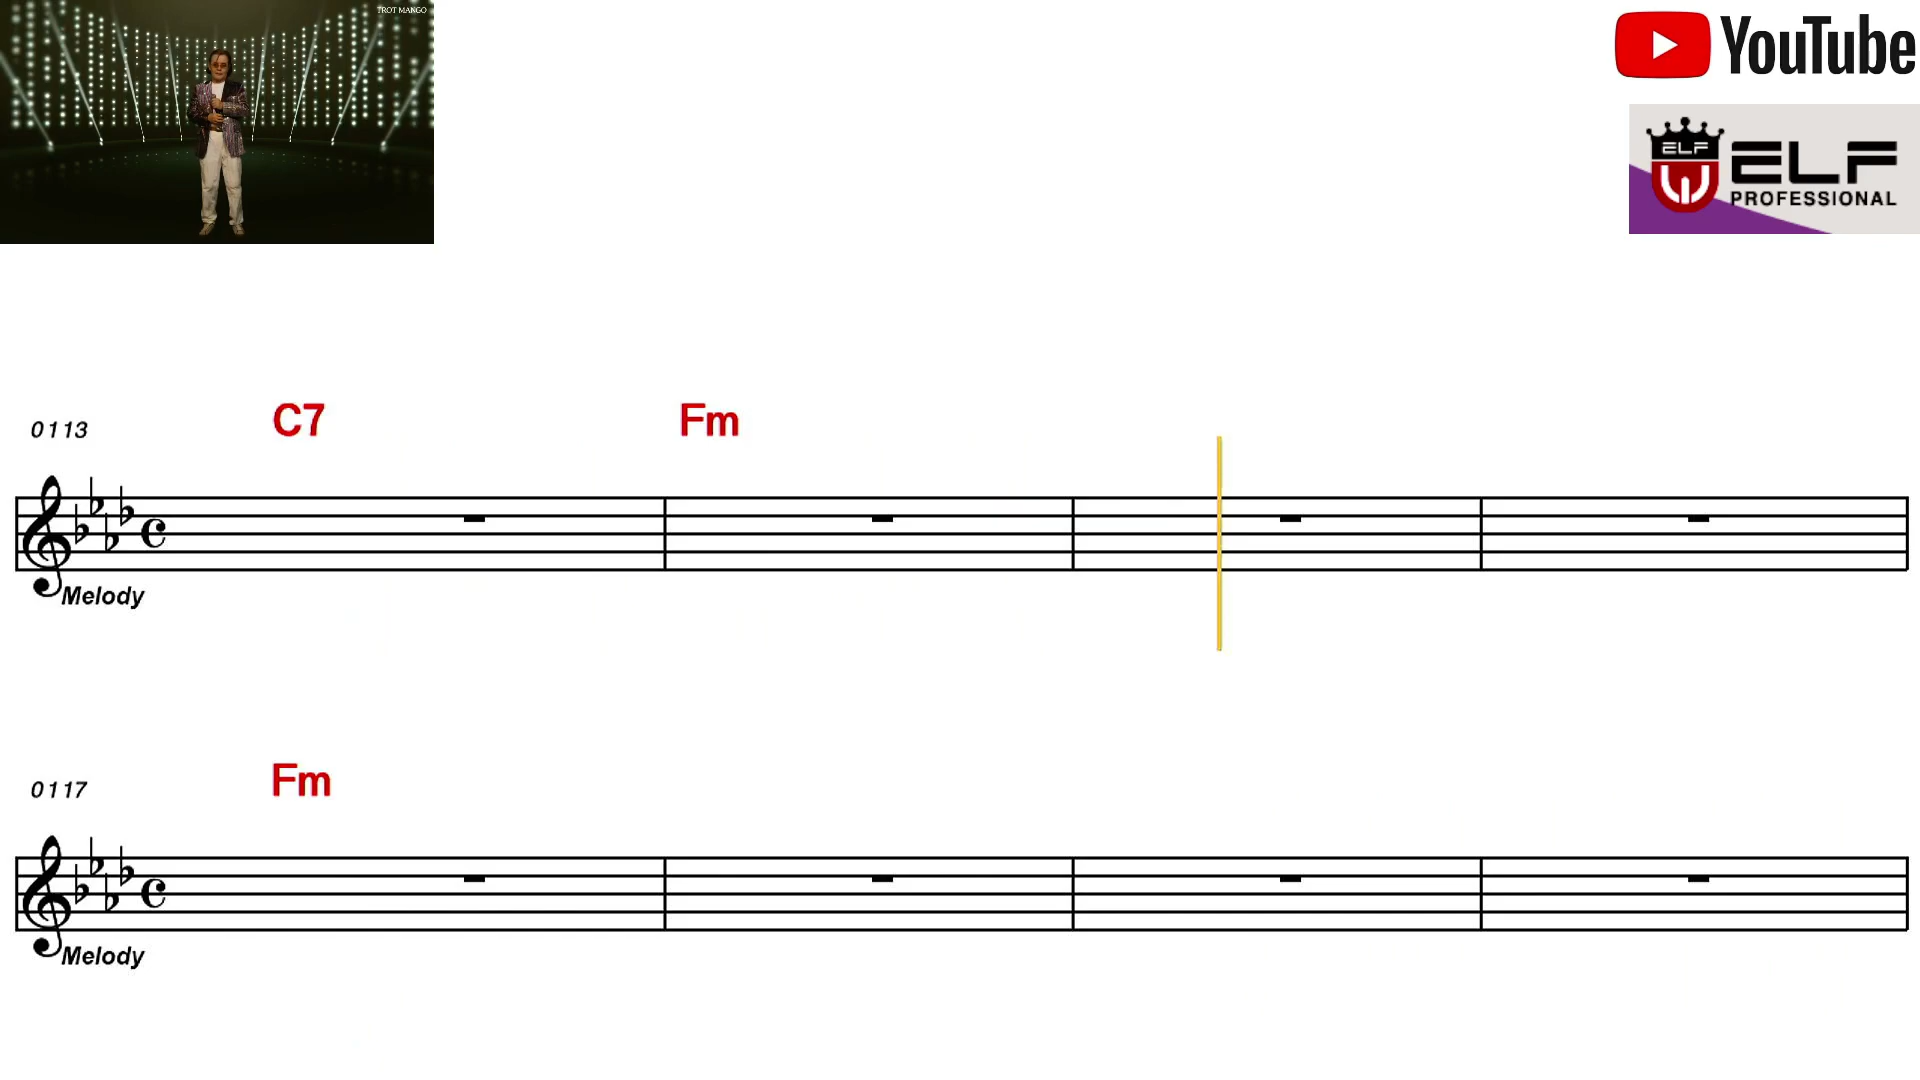 TROT MANGO
YouTube
ELF
ELF
PROFESSIONAL
0113
C7 Fm
Melody
0117
Fm
Melody